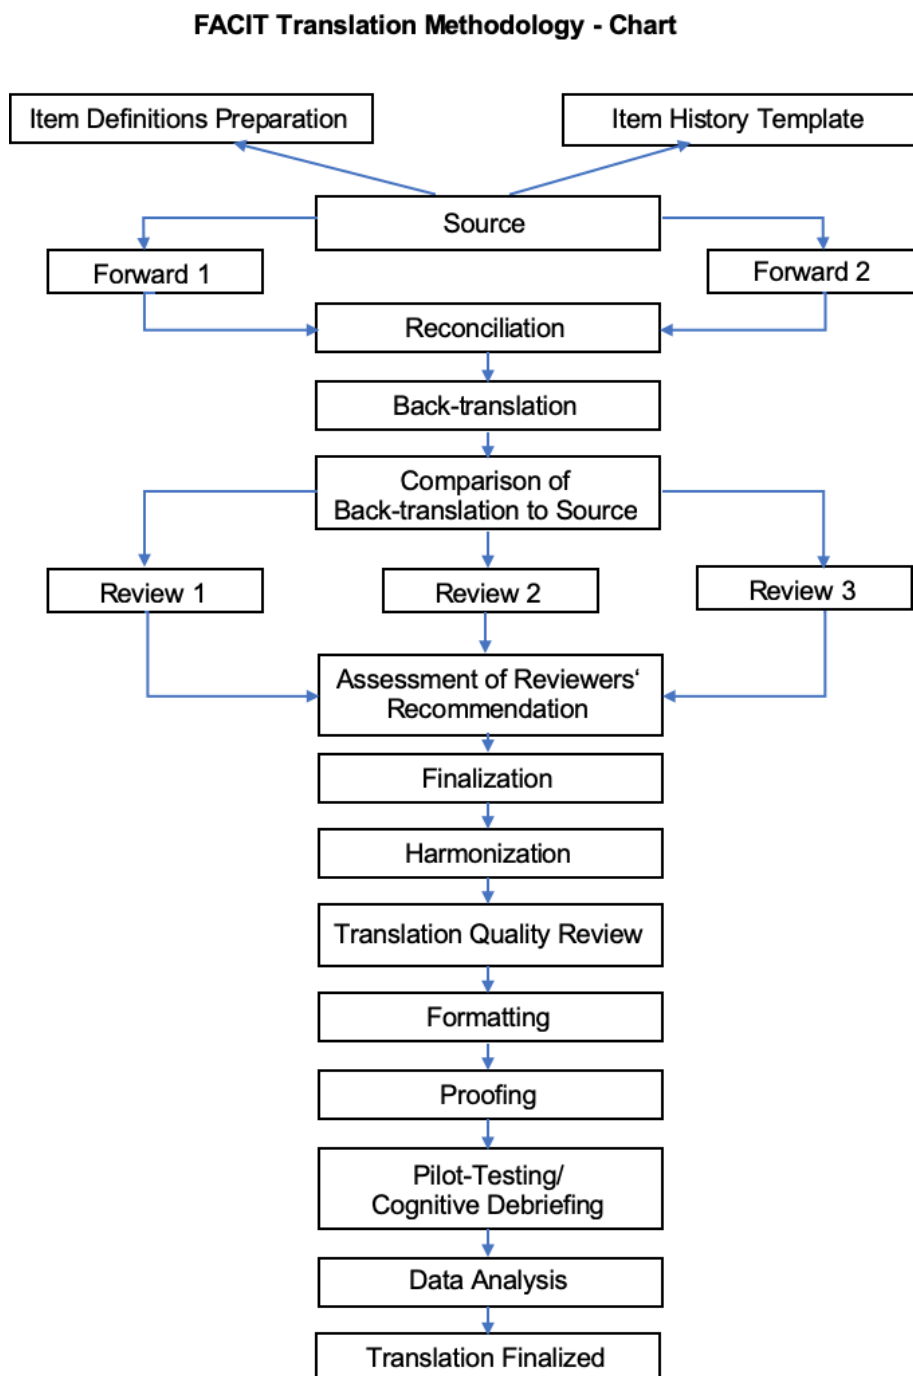 FACIT Translation Methodology - Chart
Item Definitions Preparation
Item History Template
Source
Forward 1
Forward 2
Reconciliation
Back-translation
Comparison of
Back-translation to Source
Review 1
Review 2
Review 3
Assessment of Reviewers‘
Recommendation
Finalization
Harmonization
Translation Quality Review
Formatting
Proofing
Pilot-Testing/
Cognitive Debriefing
Data Analysis
Translation Finalized